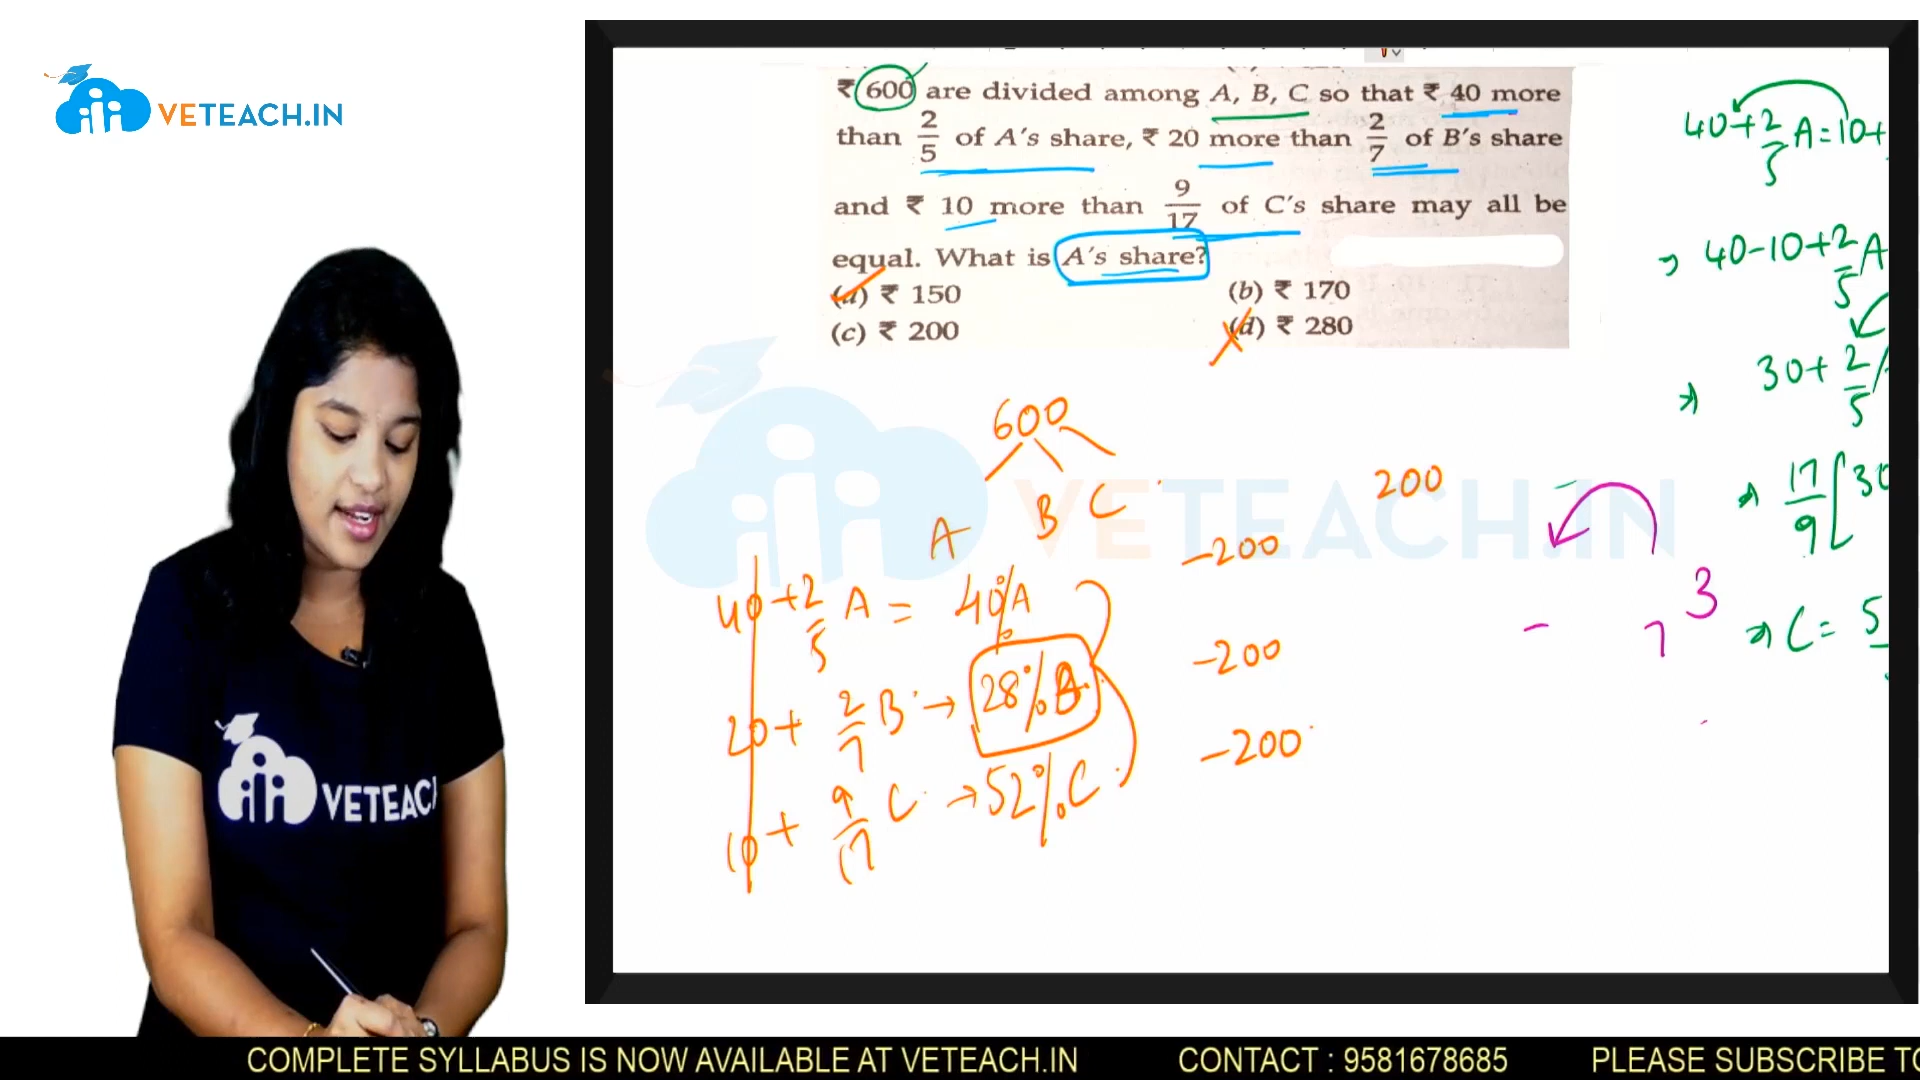 VETEACH.IN
₹ 600 are divided among A, B, C so that ₹ 40 more
than 2/5 of A's share, ₹ 20 more than 2/7 of B's share
and ₹ 10 more than 9/17 of C's share may all be
equal. What is A's share?
(a) ₹ 150 (b) ₹ 170
(c) ₹ 200 (d) ₹ 280
600
A B C
40+2/5 A = 40%A
20+ 2/7 B → 28%B
10+ 9/17 C → 52%C
200
-200
-200
-200
3
40+2/5 A=10+
40-10+2/5 A
30+ 2/5
17/9 [30
C= 5
VETEACH.IN
VETEACH
COMPLETE SYLLABUS IS NOW AVAILABLE AT VETEACH.IN CONTACT : 9581678685 PLEASE SUBSCRIBE TO